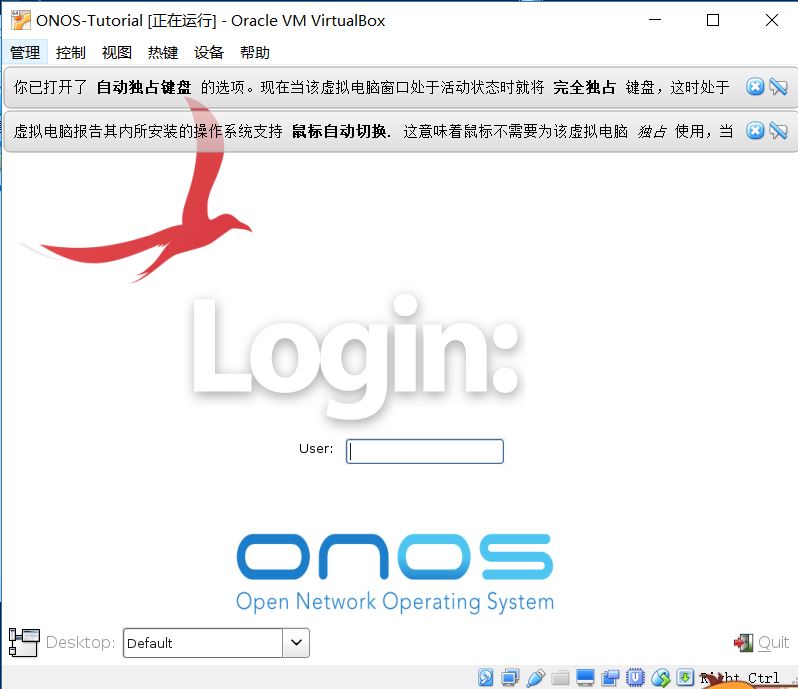 ONOS-Tutorial [正在运行] - Oracle VM VirtualBox
管理 控制 视图 热键 设备 帮助
你已打开了 自动独占键盘 的选项。现在当该虚拟电脑窗口处于活动状态时就将 完全独占 键盘，这时处于
虚拟电脑报告其内所安装的操作系统支持 鼠标自动切换. 这意味着鼠标不需要为该虚拟电脑 独占 使用，当
Login:
User:
onos
Open Network Operating System
Desktop: Default Quit
Right Ctrl